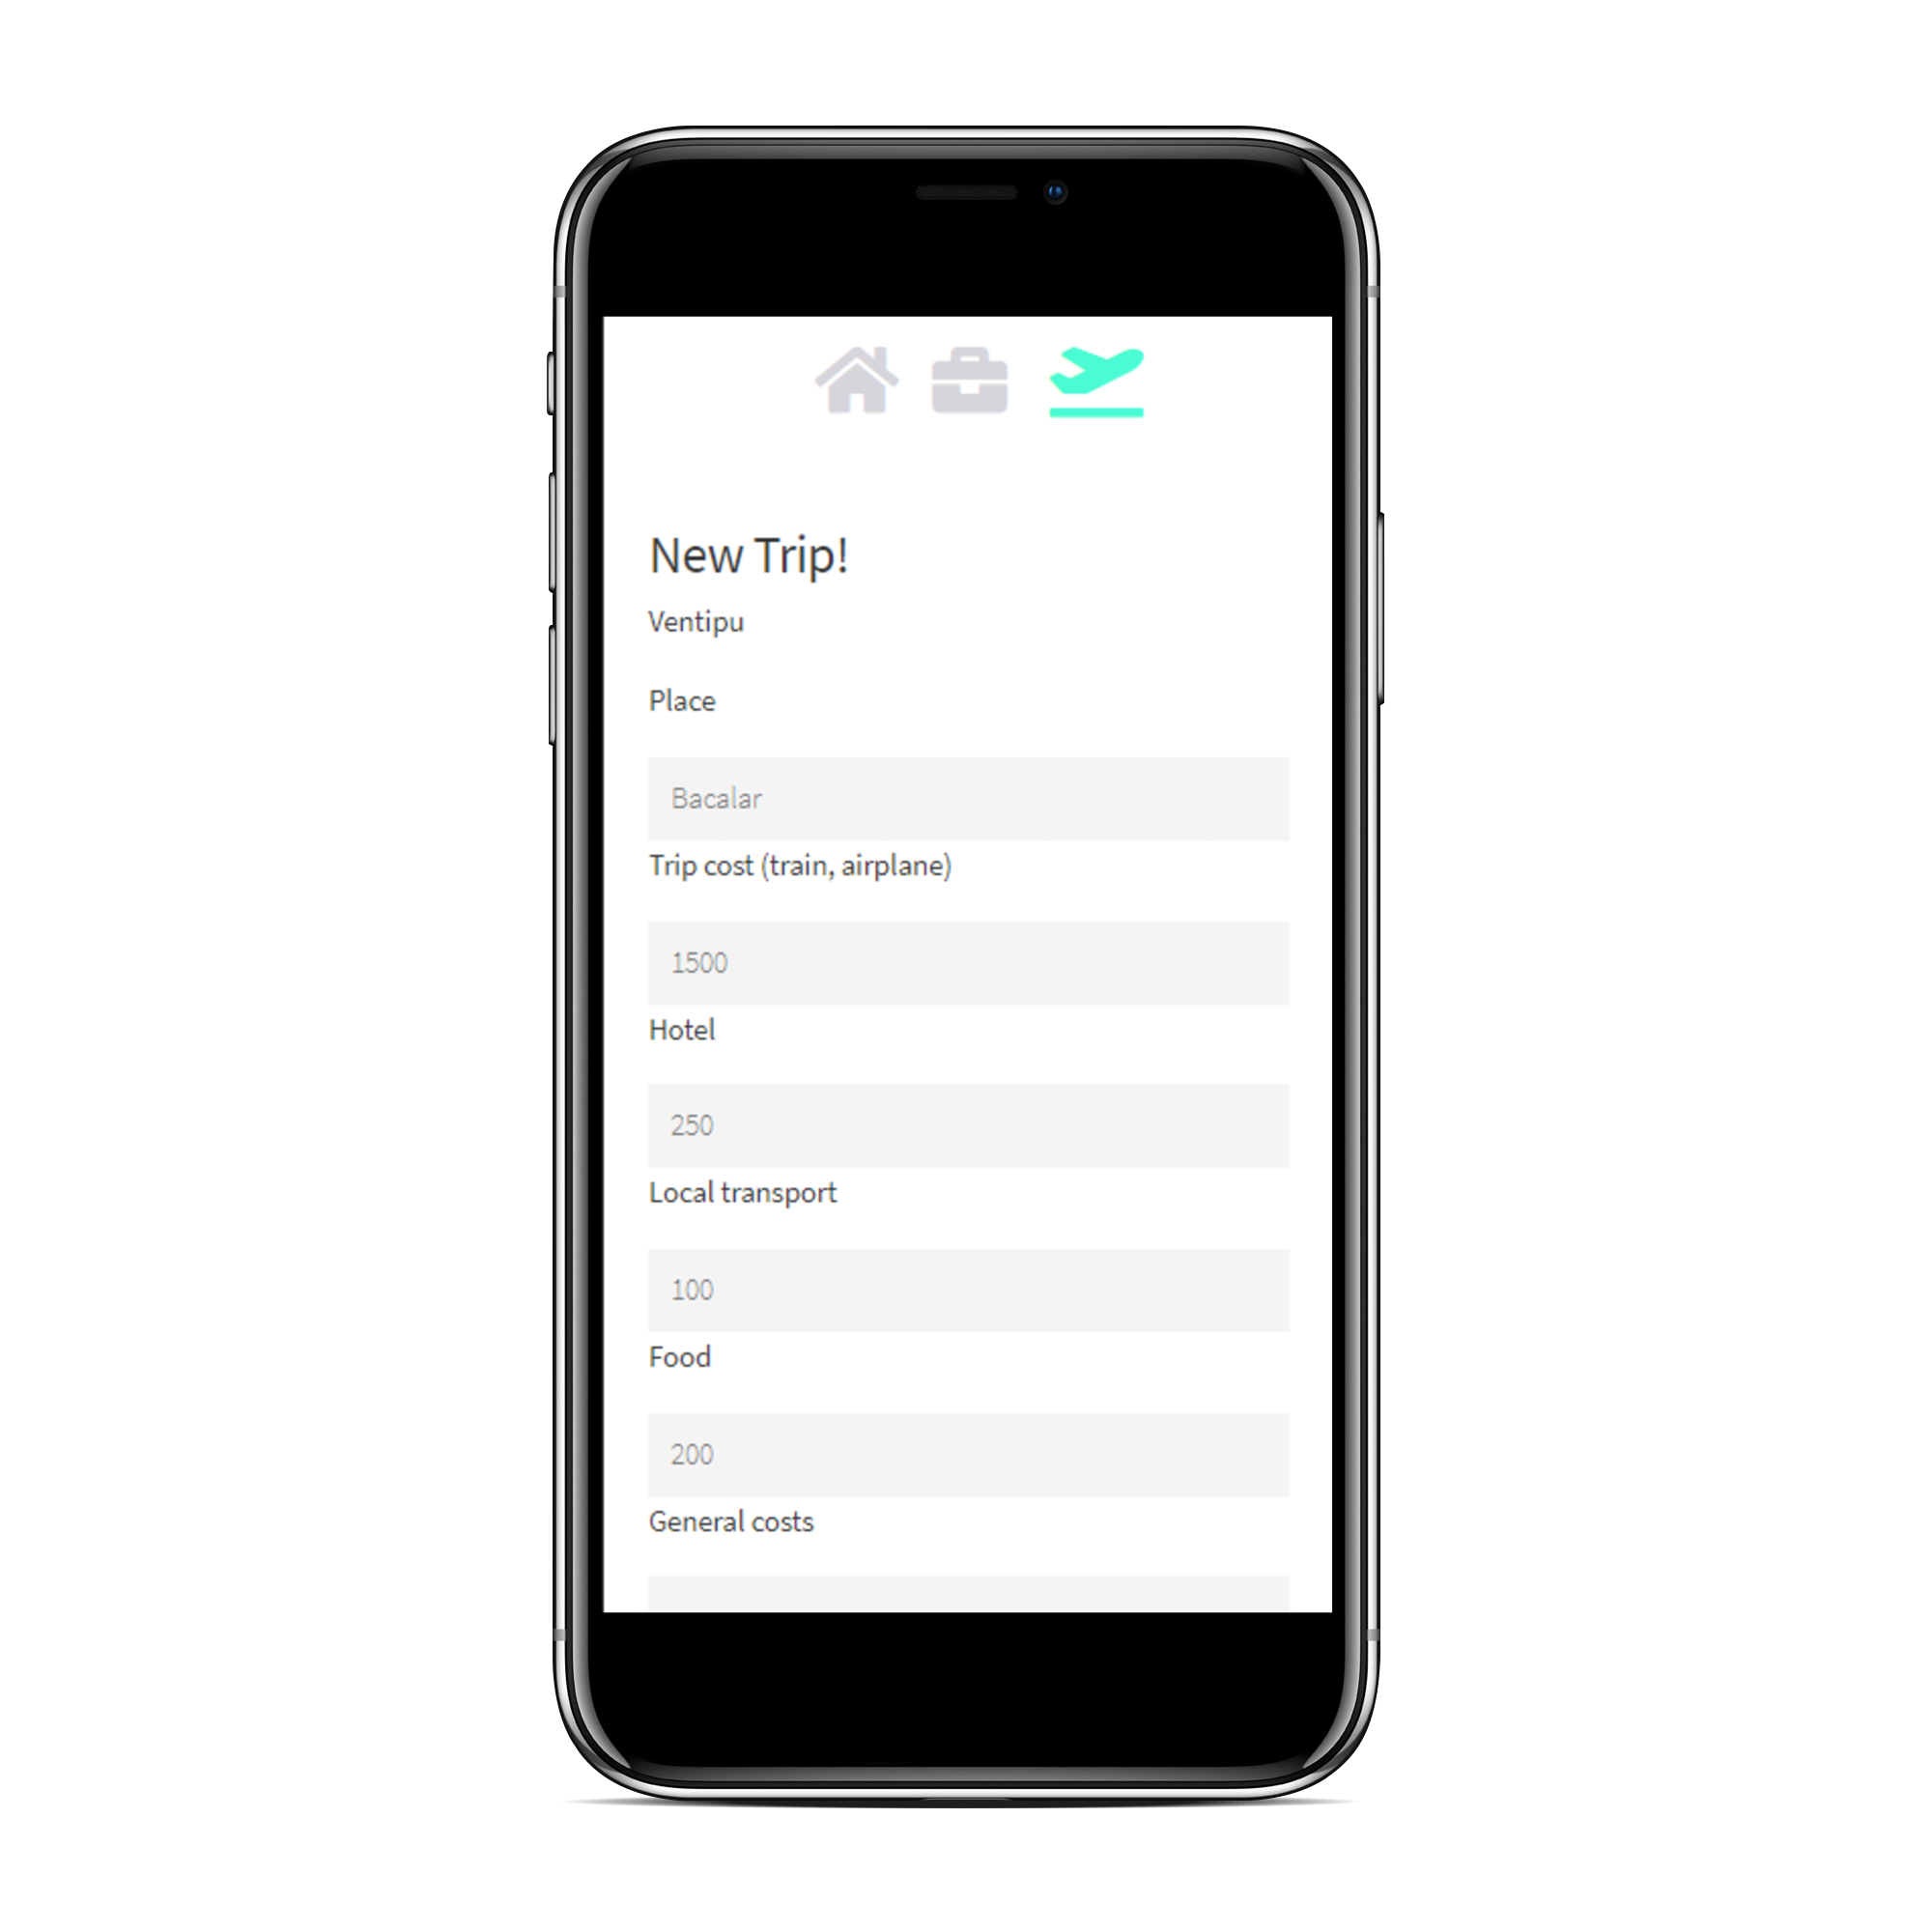 New Trip!
Ventipu
Place
Bacalar
Trip cost (train, airplane)
1500
Hotel
250
Local transport
100
Food
200
General costs